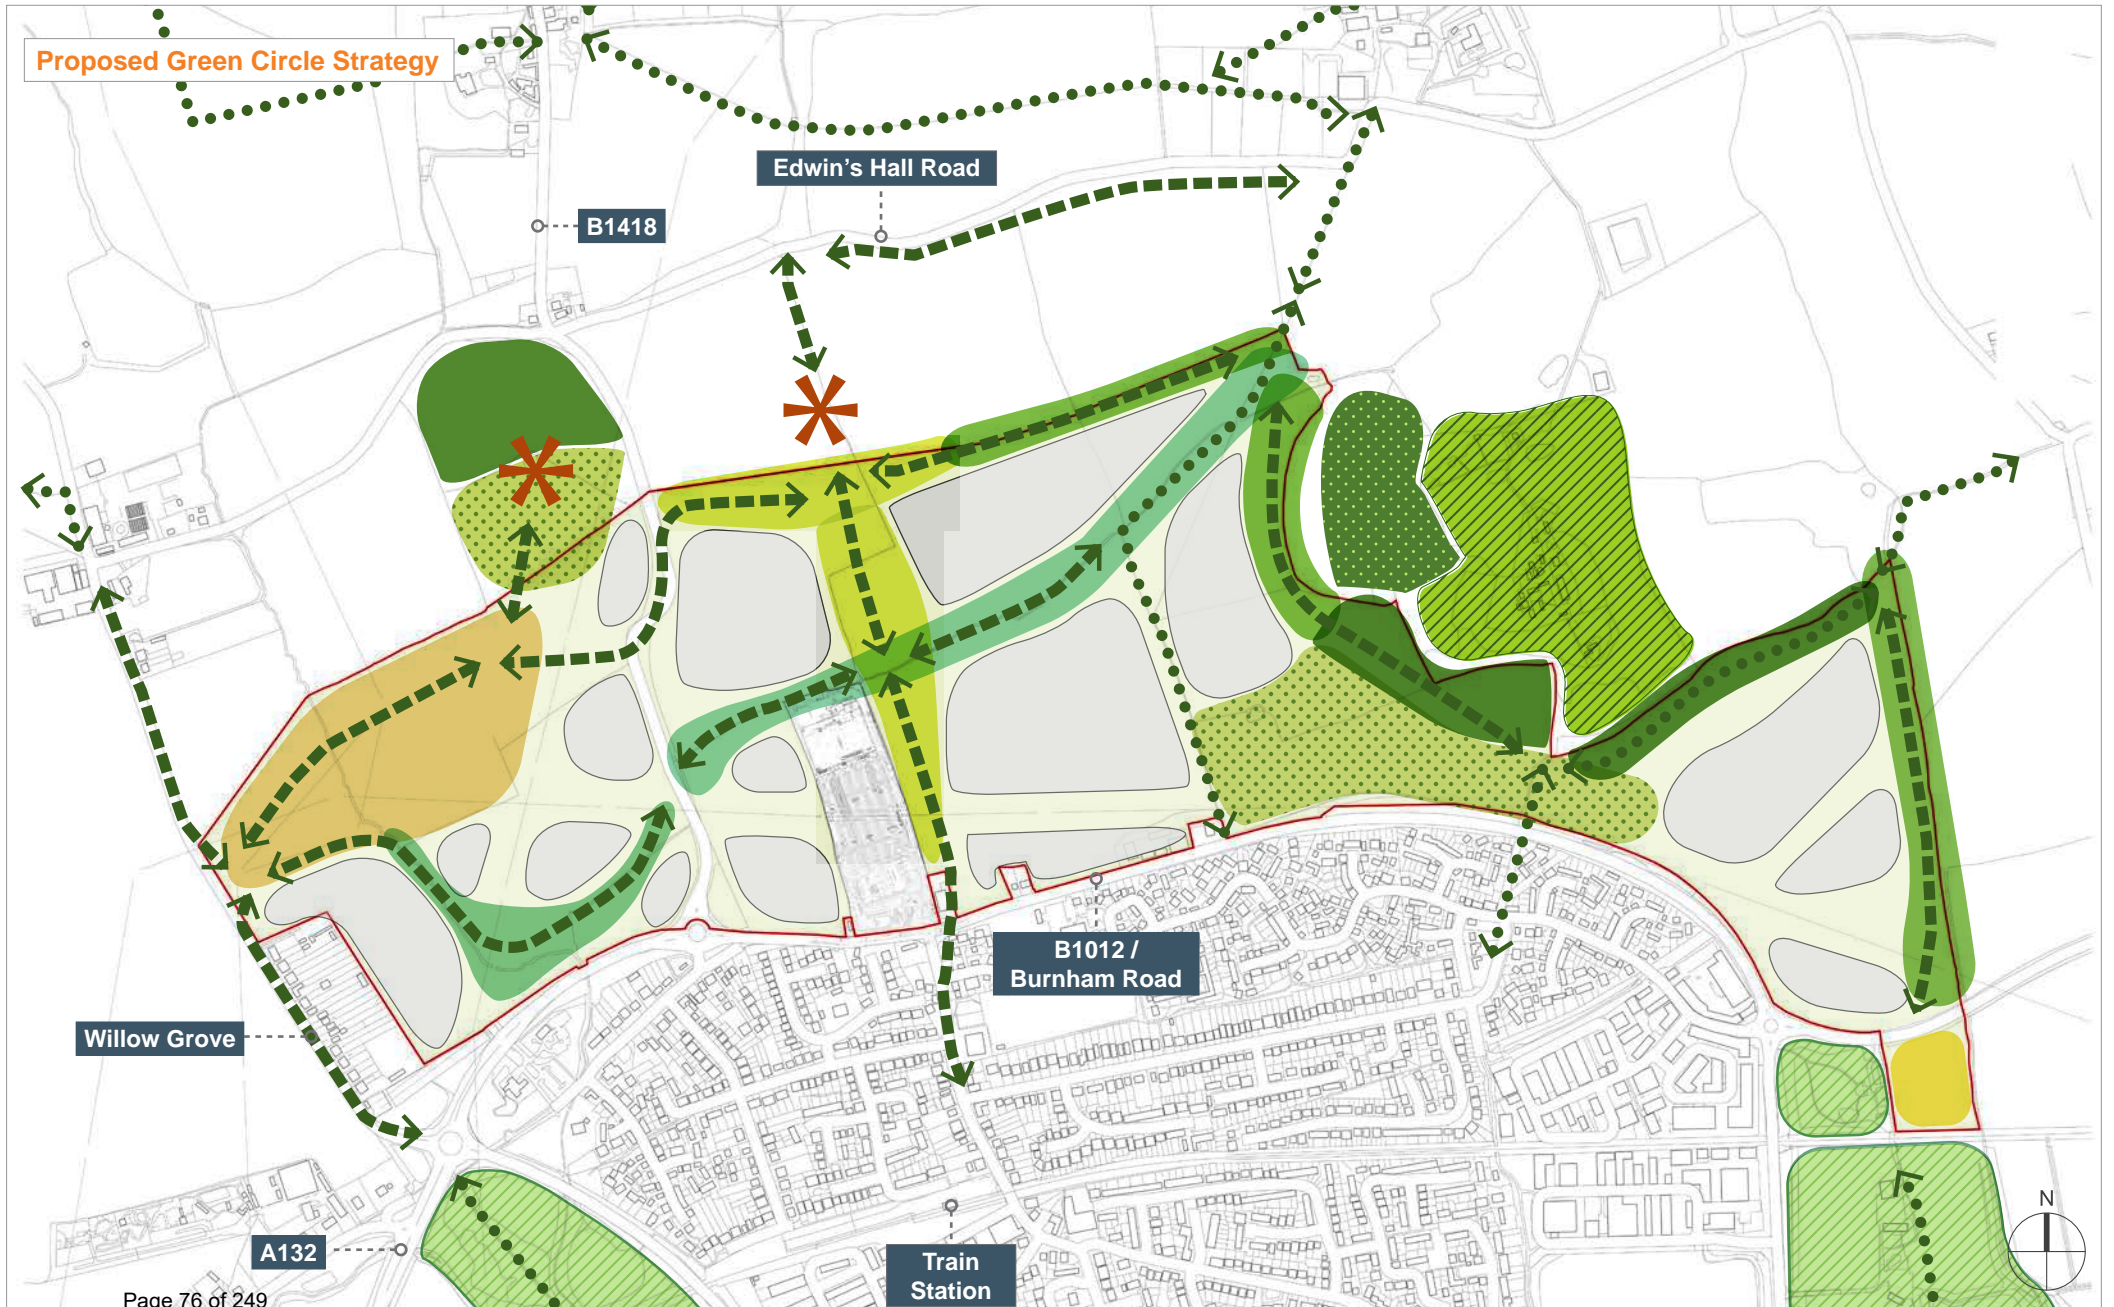 Proposed Green Circle Strategy
Edwin's Hall Road
B1418
B1012 /
Burnham Road
Willow Grove
A132
Train
Station
N
Page 76 of 249